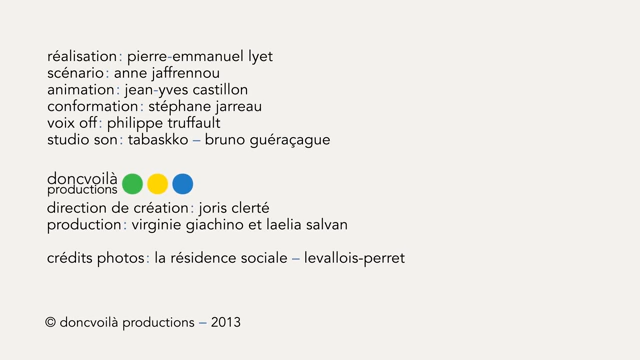 réalisation: pierre-emmanuel lyet
scénario: anne jaffrennou
animation: jean-yves castillon
conformation: stéphane jarreau
voix off: philippe truffault
studio son: tabaskko – bruno guéraçague
doncvoilà
productions
direction de création: joris clerté
production: virginie giachino et laelia salvan
crédits photos: la résidence sociale – levallois-perret
© doncvoilà productions – 2013